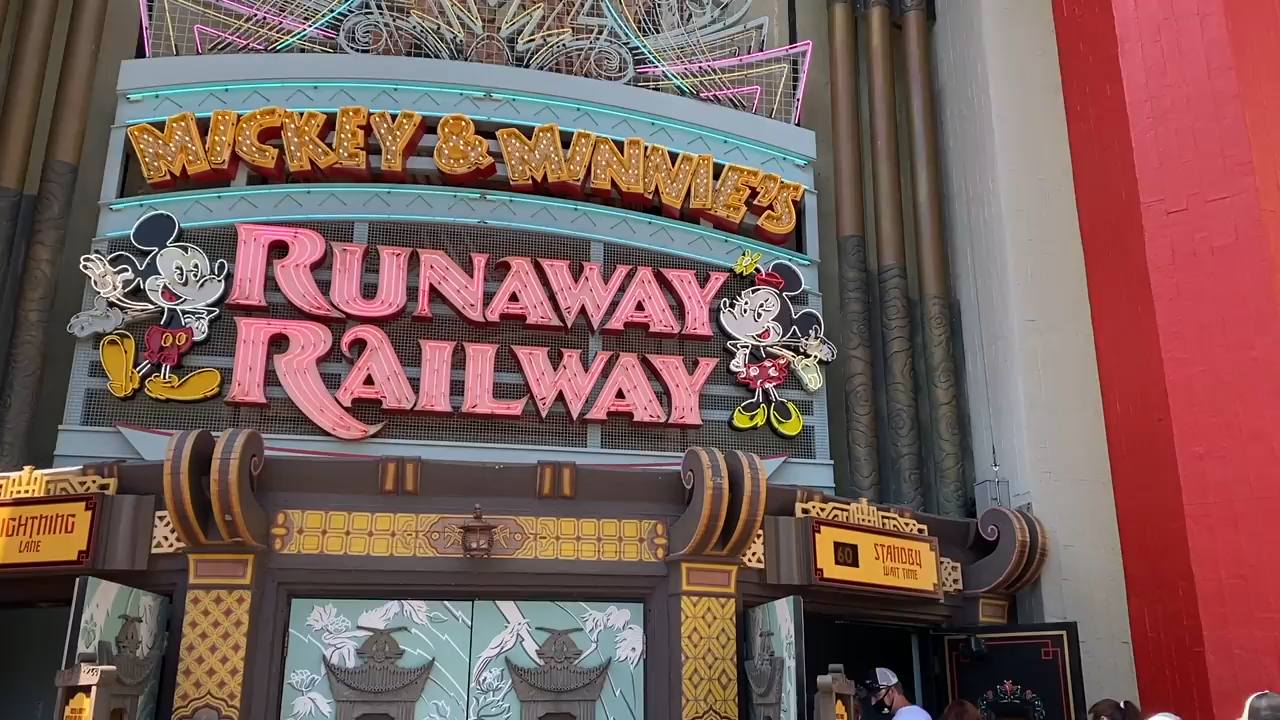 MICKEY & MINNIE'S
RUNAWAY
RAILWAY
LIGHTNING
LANE
60
STANDBY
WAIT TIME